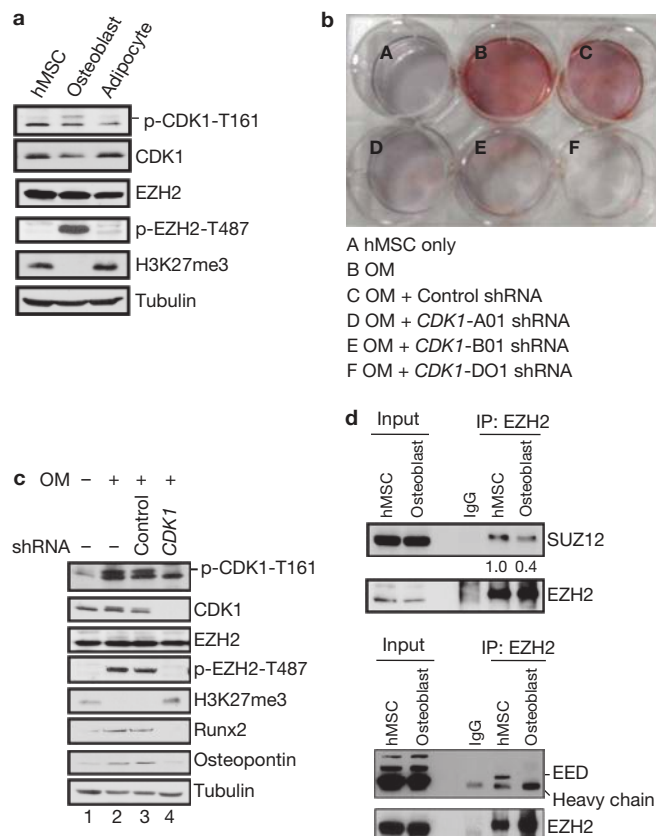 a
hMSC
Osteoblast
Adipocyte
p-CDK1-T161
CDK1
EZH2
p-EZH2-T487
H3K27me3
Tubulin
b
A
B
C
D
E
F
A hMSC only
B OM
C OM + Control shRNA
D OM + CDK1-A01 shRNA
E OM + CDK1-B01 shRNA
F OM + CDK1-DO1 shRNA
c
OM – + + +
shRNA – – Control CDK1
p-CDK1-T161
CDK1
EZH2
p-EZH2-T487
H3K27me3
Runx2
Osteopontin
Tubulin
1 2 3 4
d
Input IP: EZH2
hMSC Osteoblast IgG hMSC Osteoblast
SUZ12
1.0 0.4
EZH2
Input IP: EZH2
hMSC Osteoblast IgG hMSC Osteoblast
EED
Heavy chain
EZH2